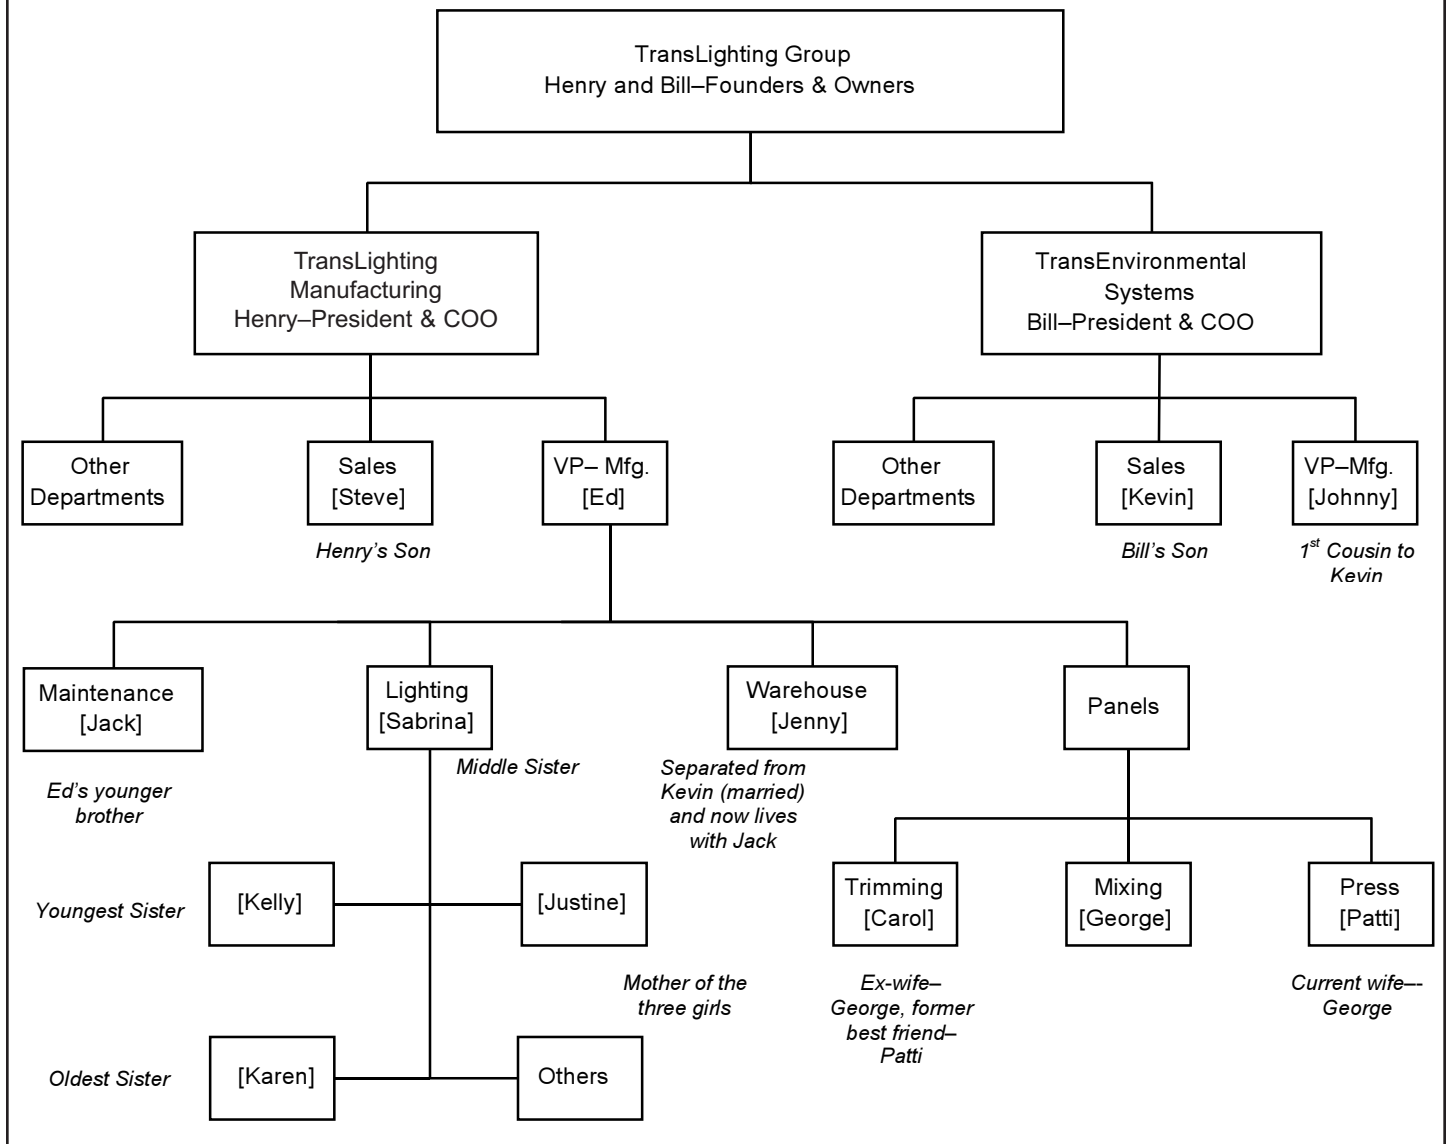 TransLighting Group
Henry and Bill–Founders & Owners
TransLighting
Manufacturing
Henry–President & COO
TransEnvironmental
Systems
Bill–President & COO
Other
Departments
Sales
[Steve]
VP– Mfg.
[Ed]
Other
Departments
Sales
[Kevin]
VP–Mfg.
[Johnny]
Henry's Son
Bill's Son
1st Cousin to
Kevin
Maintenance
[Jack]
Lighting
[Sabrina]
Warehouse
[Jenny]
Panels
Ed's younger
brother
Middle Sister
Separated from
Kevin (married)
and now lives
with Jack
Youngest Sister
[Kelly]
[Justine]
Trimming
[Carol]
Mixing
[George]
Press
[Patti]
Mother of the
three girls
Ex-wife–
George, former
best friend–
Patti
Current wife–-
George
Oldest Sister
[Karen]
Others